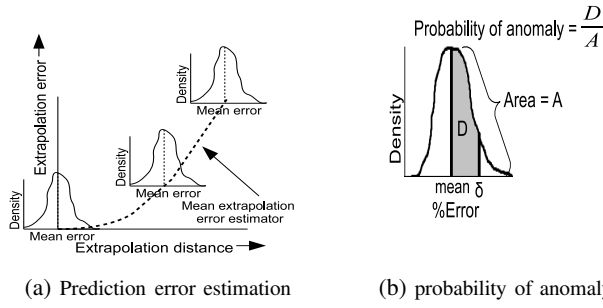 Extrapolation error
Density
Mean error
Density
Mean error
Density
Mean error
Mean extrapolation
error estimator
Extrapolation distance
(a) Prediction error estimation
Probability of anomaly = D
A
Density
D
Area = A
mean δ
%Error
(b) probability of anomaly